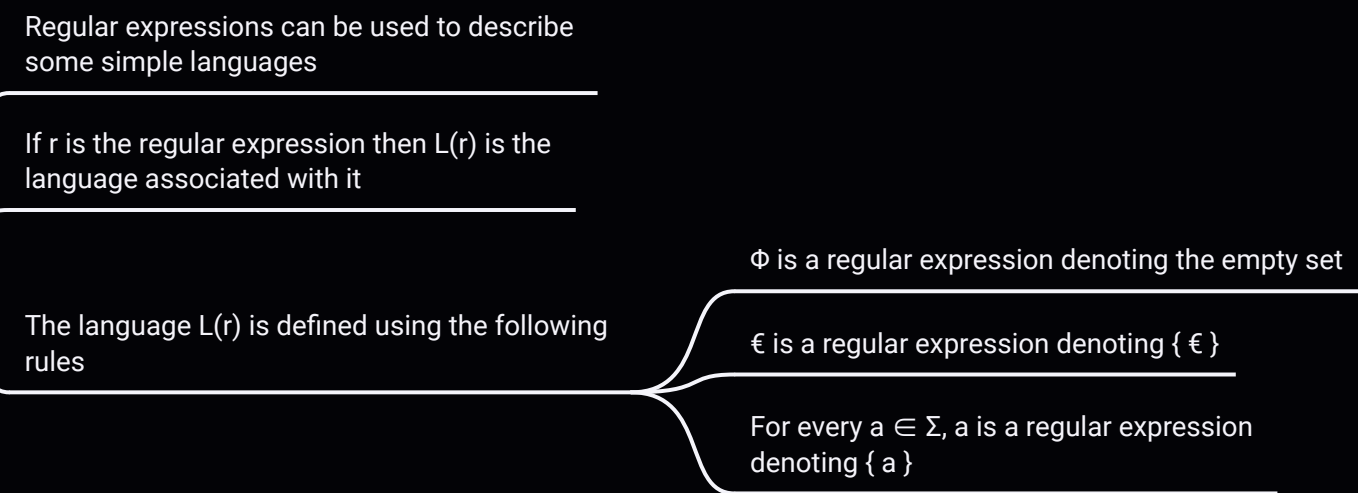 Regular expressions can be used to describe
some simple languages
If r is the regular expression then L(r) is the
language associated with it
The language L(r) is defined using the following
rules
Φ is a regular expression denoting the empty set
€ is a regular expression denoting { € }
For every a ∈ Σ, a is a regular expression
denoting { a }